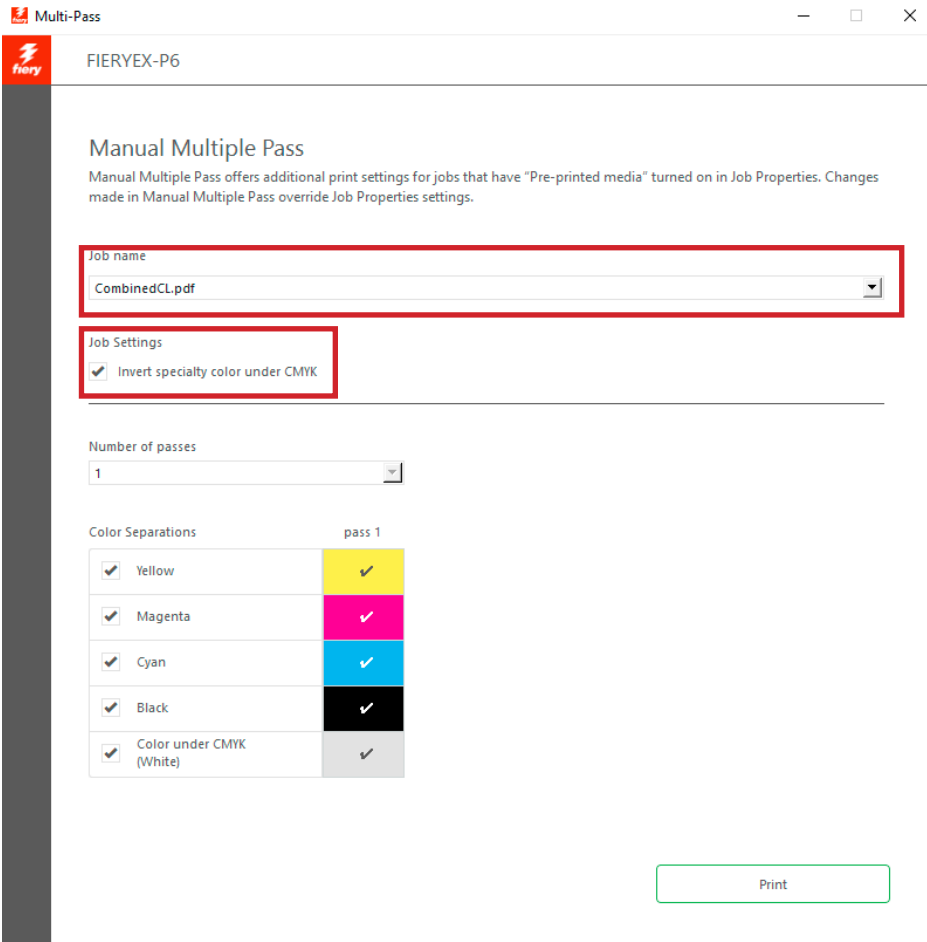 Multi-Pass
fiery
FIERYEX-P6
Manual Multiple Pass
Manual Multiple Pass offers additional print settings for jobs that have “Pre-printed media” turned on in Job Properties. Changes
made in Manual Multiple Pass override Job Properties settings.
Job name
CombinedCL.pdf
Job Settings
Invert specialty color under CMYK
Number of passes
1
Color Separations pass 1
Yellow
Magenta
Cyan
Black
Color under CMYK
(White)
Print